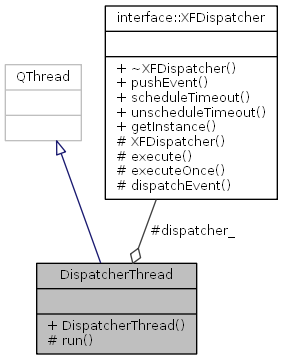 interface::XFDispatcher
+ ~XFDispatcher()
+ pushEvent()
+ scheduleTimeout()
+ unscheduleTimeout()
+ getInstance()
# XFDispatcher()
# execute()
# executeOnce()
# dispatchEvent()
QThread
#dispatcher_
DispatcherThread
+ DispatcherThread()
# run()